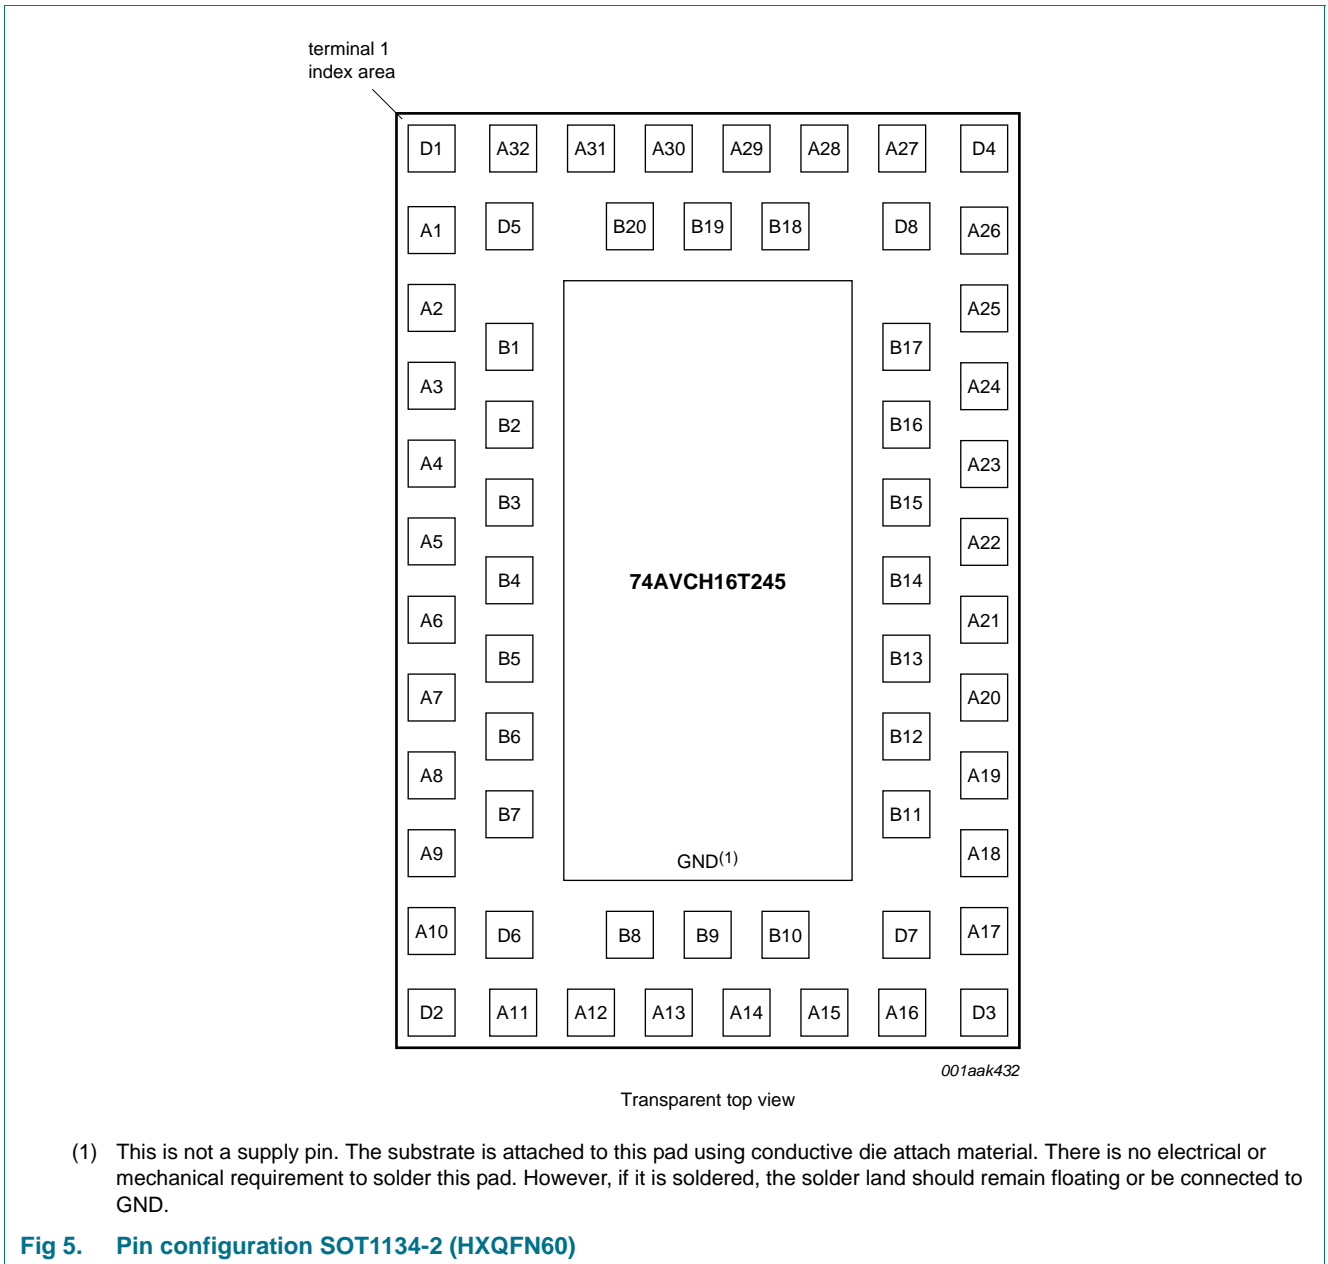 terminal 1
index area
D1 A32 A31 A30 A29 A28 A27 D4
A1 D5 B20 B19 B18 D8 A26
A2 A25
B1 B17
A3 A24
B2 B16
A4 A23
B3 B15
A5 A22
B4 74AVCH16T245 B14
A6 A21
B5 B13
A7 A20
B6 B12
A8 A19
B7 B11
A9 GND(1) A18
A10 D6 B8 B9 B10 D7 A17
D2 A11 A12 A13 A14 A15 A16 D3
001aak432
Transparent top view
(1) This is not a supply pin. The substrate is attached to this pad using conductive die attach material. There is no electrical or
mechanical requirement to solder this pad. However, if it is soldered, the solder land should remain floating or be connected to
GND.
Fig 5. Pin configuration SOT1134-2 (HXQFN60)